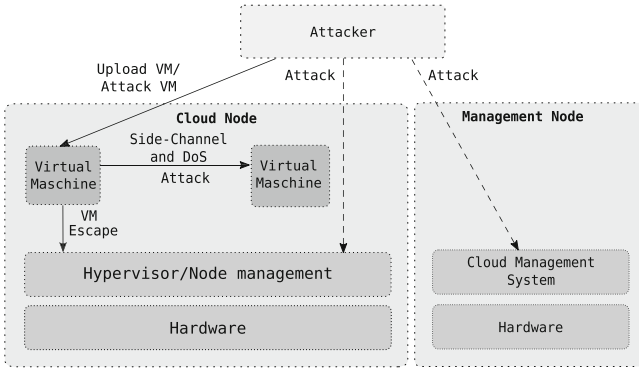 Attacker
Upload VM/
Attack VM
Attack
Attack
Cloud Node
Management Node
Side-Channel
and DoS
Attack
Virtual
Maschine
Virtual
Maschine
VM
Escape
Hypervisor/Node management
Hardware
Cloud Management
System
Hardware